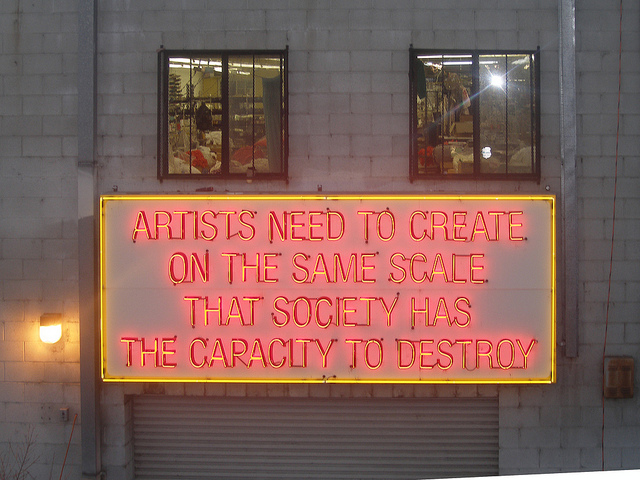 ARTISTS NEED TO CREATE
ON THE SAME SCALE
THAT SOCIETY HAS
THE CAPACITY TO DESTROY